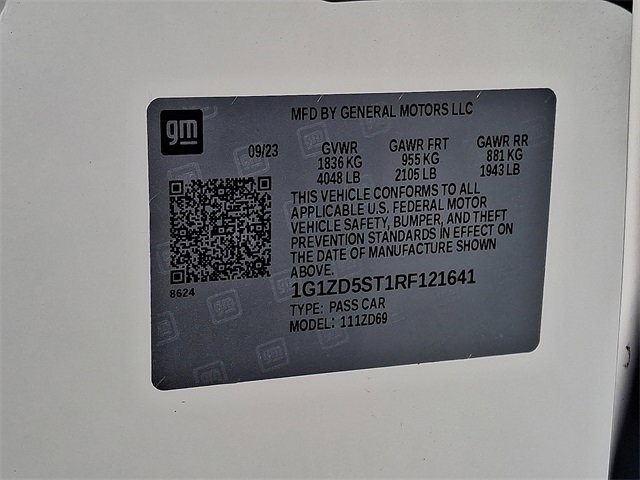 MFD BY GENERAL MOTORS LLC
gm
09/23
GVWR GAWR FRT GAWR RR
1836 KG 955 KG 881 KG
4048 LB 2105 LB 1943 LB
THIS VEHICLE CONFORMS TO ALL
APPLICABLE U.S. FEDERAL MOTOR
VEHICLE SAFETY, BUMPER, AND THEFT
PREVENTION STANDARDS IN EFFECT ON
THE DATE OF MANUFACTURE SHOWN
ABOVE.
8624
1G1ZD5ST1RF121641
TYPE: PASS CAR
MODEL: 111ZD69